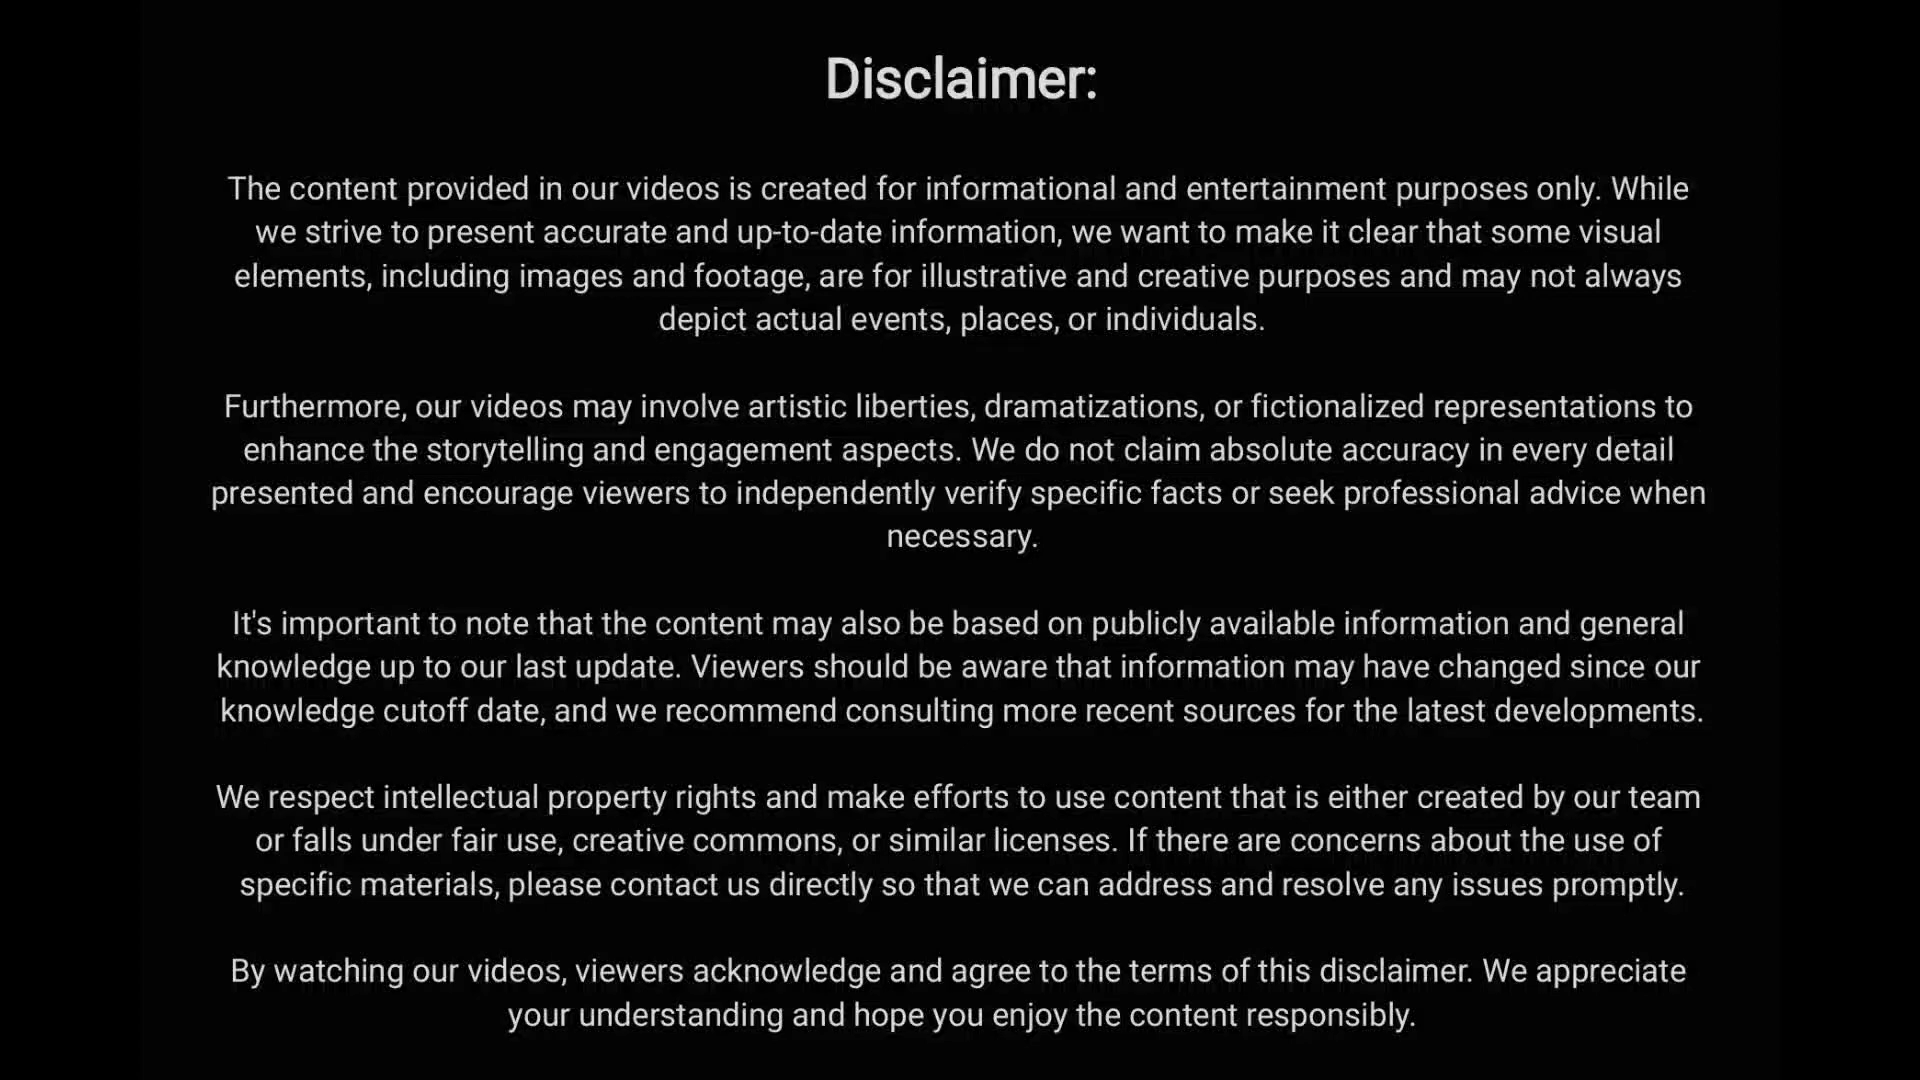 Disclaimer:
The content provided in our videos is created for informational and entertainment purposes only. While
we strive to present accurate and up-to-date information, we want to make it clear that some visual
elements, including images and footage, are for illustrative and creative purposes and may not always
depict actual events, places, or individuals.
Furthermore, our videos may involve artistic liberties, dramatizations, or fictionalized representations to
enhance the storytelling and engagement aspects. We do not claim absolute accuracy in every detail
presented and encourage viewers to independently verify specific facts or seek professional advice when
necessary.
It's important to note that the content may also be based on publicly available information and general
knowledge up to our last update. Viewers should be aware that information may have changed since our
knowledge cutoff date, and we recommend consulting more recent sources for the latest developments.
We respect intellectual property rights and make efforts to use content that is either created by our team
or falls under fair use, creative commons, or similar licenses. If there are concerns about the use of
specific materials, please contact us directly so that we can address and resolve any issues promptly.
By watching our videos, viewers acknowledge and agree to the terms of this disclaimer. We appreciate
your understanding and hope you enjoy the content responsibly.